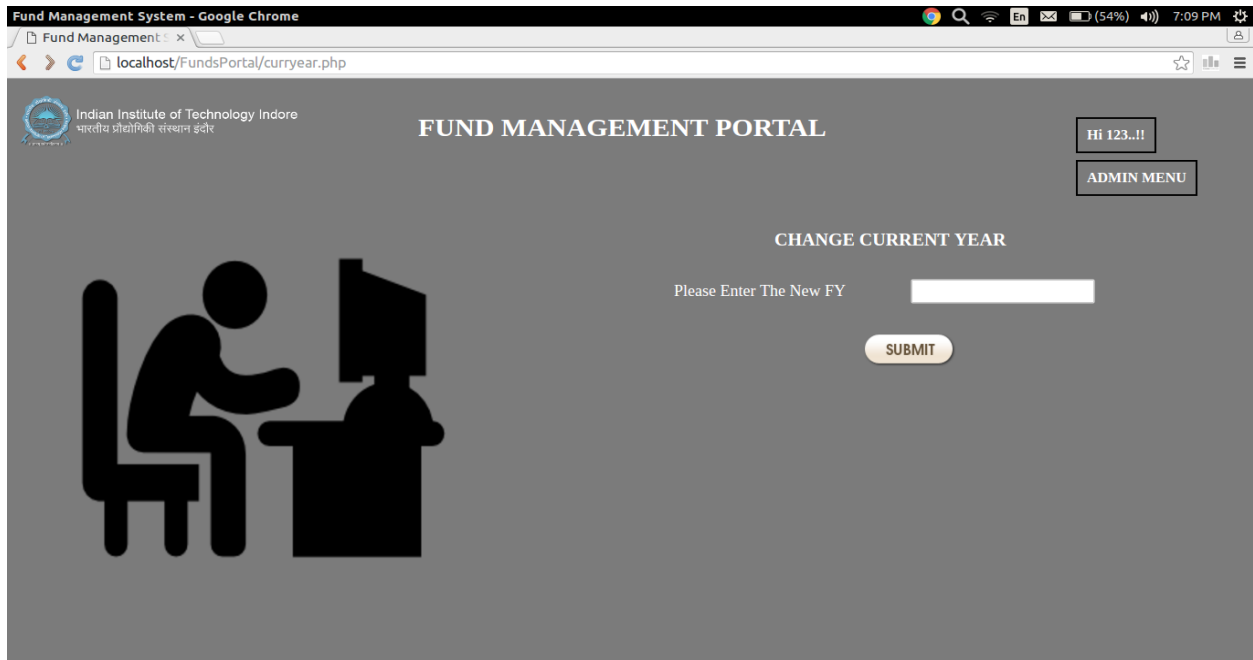 Fund Management System - Google Chrome
En (54%) 7:09 PM
Fund Management S
localhost/FundsPortal/curryear.php
Indian Institute of Technology Indore
भारतीय प्रौद्योगिकी संस्थान इंदौर
FUND MANAGEMENT PORTAL
Hi 123..!!
ADMIN MENU
CHANGE CURRENT YEAR
Please Enter The New FY
SUBMIT